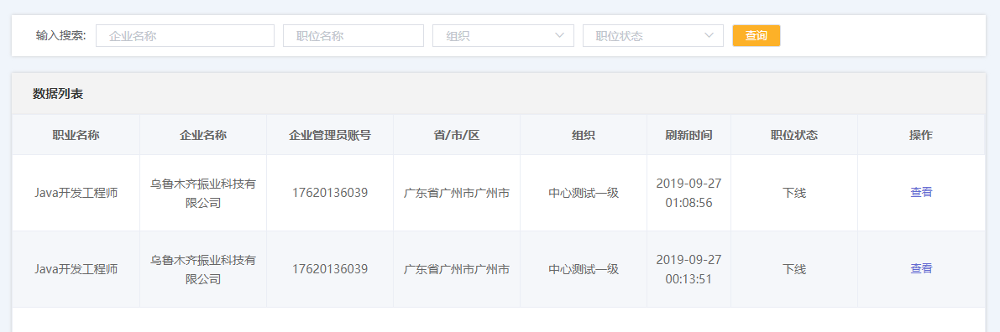 输入搜索: 企业名称 职位名称 组织 职位状态 查询
数据列表
职业名称 企业名称 企业管理员账号 省/市/区 组织 刷新时间 职位状态 操作
Java开发工程师 乌鲁木齐振业科技有 17620136039 广东省广州市广州市 中心测试一级 2019-09-27 下线 查看
限公司 01:08:56
Java开发工程师 乌鲁木齐振业科技有 17620136039 广东省广州市广州市 中心测试一级 2019-09-27 下线 查看
限公司 00:13:51